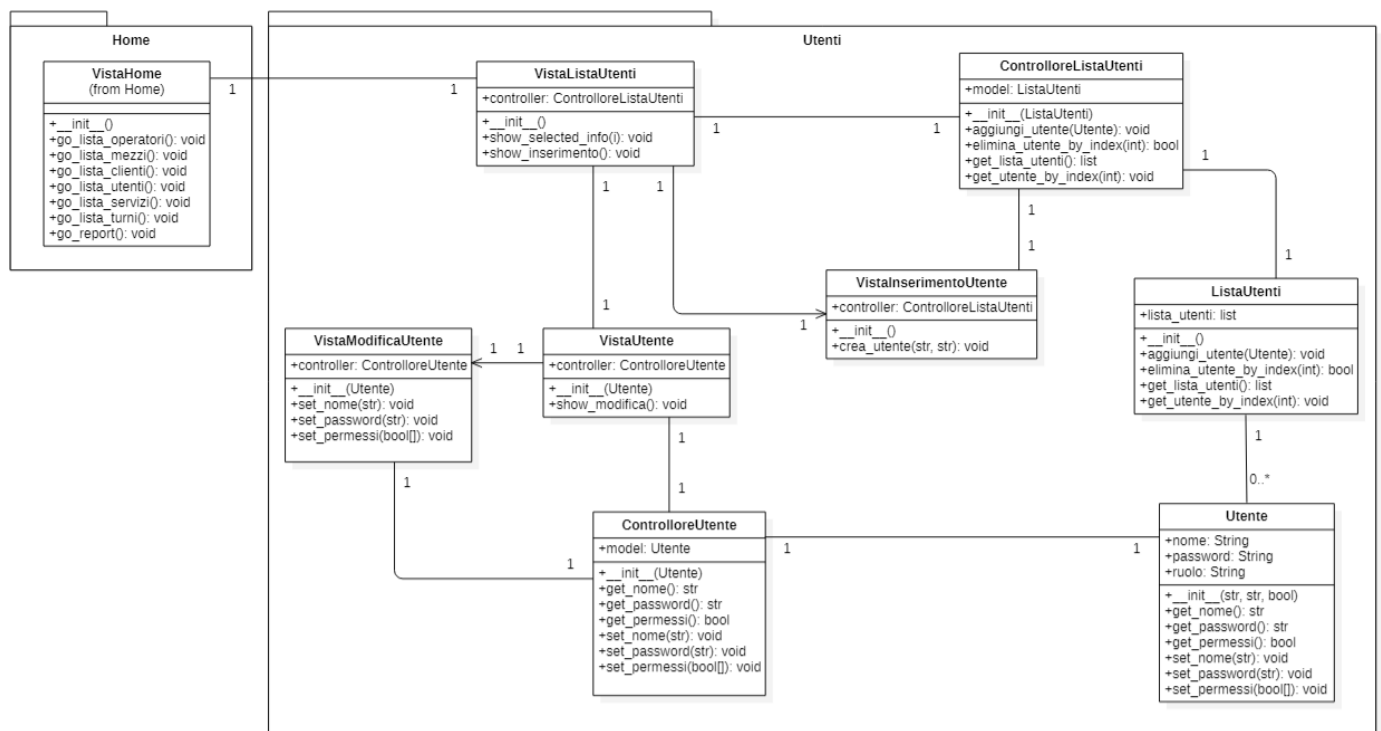 Home
VistaHome
(from Home)
+__init__()
+go_lista_operatori(): void
+go_lista_mezzi(): void
+go_lista_clienti(): void
+go_lista_utenti(): void
+go_lista_servizi(): void
+go_lista_turni(): void
+go_report(): void
1
1
Utenti
VistaListaUtenti
+controller: ControlloreListaUtenti
+__init__()
+show_selected_info(i): void
+show_inserimento(): void
1
1
ControlloreListaUtenti
+model: ListaUtenti
+__init__(ListaUtenti)
+aggiungi_utente(Utente): void
+elimina_utente_by_index(int): bool
+get_lista_utenti(): list
+get_utente_by_index(int): void
1
1
1
1
1
1
1
1
1
VistaInserimentoUtente
+controller: ControlloreListaUtenti
+__init__()
+crea_utente(str, str): void
ListaUtenti
+lista_utenti: list
+__init__()
+aggiungi_utente(Utente): void
+elimina_utente_by_index(int): bool
+get_lista_utenti(): list
+get_utente_by_index(int): void
VistaModificaUtente
+controller: ControlloreUtente
+__init__(Utente)
+set_nome(str): void
+set_password(str): void
+set_permessi(bool[]): void
1
1
VistaUtente
+controller: ControlloreUtente
+__init__(Utente)
+show_modifica(): void
1
1
1
1
1
0..*
ControlloreUtente
+model: Utente
+__init__(Utente)
+get_nome(): str
+get_password(): str
+get_permessi(): bool
+set_nome(str): void
+set_password(str): void
+set_permessi(bool[]): void
1
1
Utente
+nome: String
+password: String
+ruolo: String
+__init__(str, str, bool)
+get_nome(): str
+get_password(): str
+get_permessi(): bool
+set_nome(str): void
+set_password(str): void
+set_permessi(bool[]): void